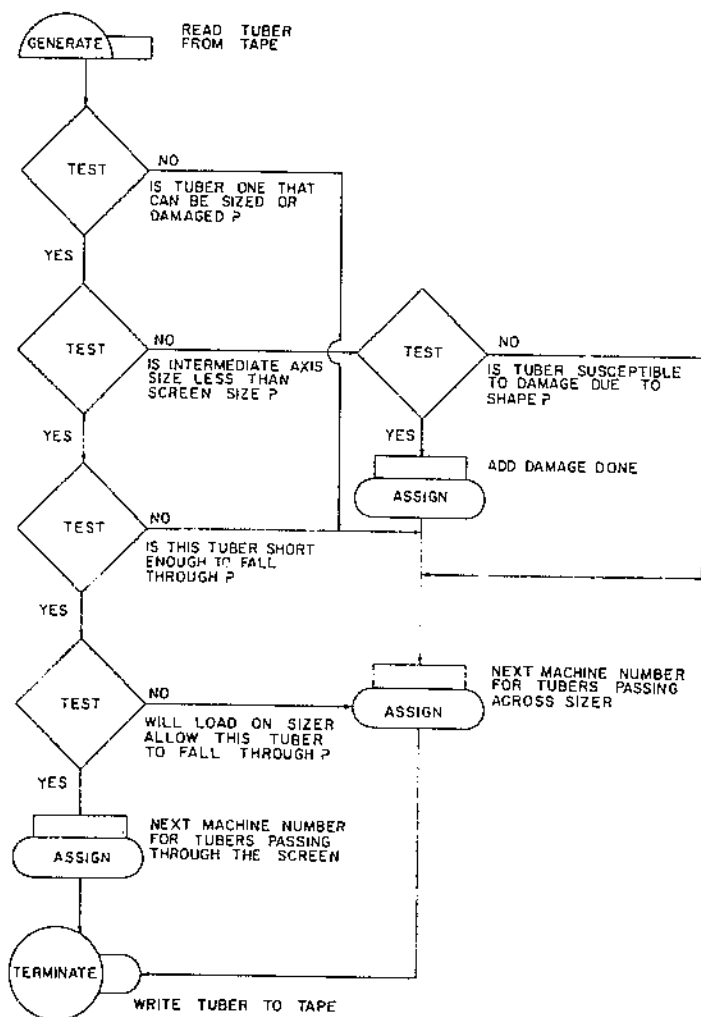 GENERATE
READ TUBER
FROM TAPE
TEST
NO
IS TUBER ONE THAT
CAN BE SIZED OR
DAMAGED ?
YES
TEST
NO
IS INTERMEDIATE AXIS
SIZE LESS THAN
SCREEN SIZE ?
TEST
NO
IS TUBER SUSCEPTIBLE
TO DAMAGE DUE TO
SHAPE ?
YES
YES
ADD DAMAGE DONE
ASSIGN
TEST
NO
IS THIS TUBER SHORT
ENOUGH TO FALL
THROUGH ?
YES
TEST
NO
WILL LOAD ON SIZER
ALLOW THIS TUBER
TO FALL THROUGH ?
NEXT MACHINE NUMBER
FOR TUBERS PASSING
ACROSS SIZER
ASSIGN
YES
NEXT MACHINE NUMBER
FOR TUBERS PASSING
THROUGH THE SCREEN
ASSIGN
TERMINATE
WRITE TUBER TO TAPE